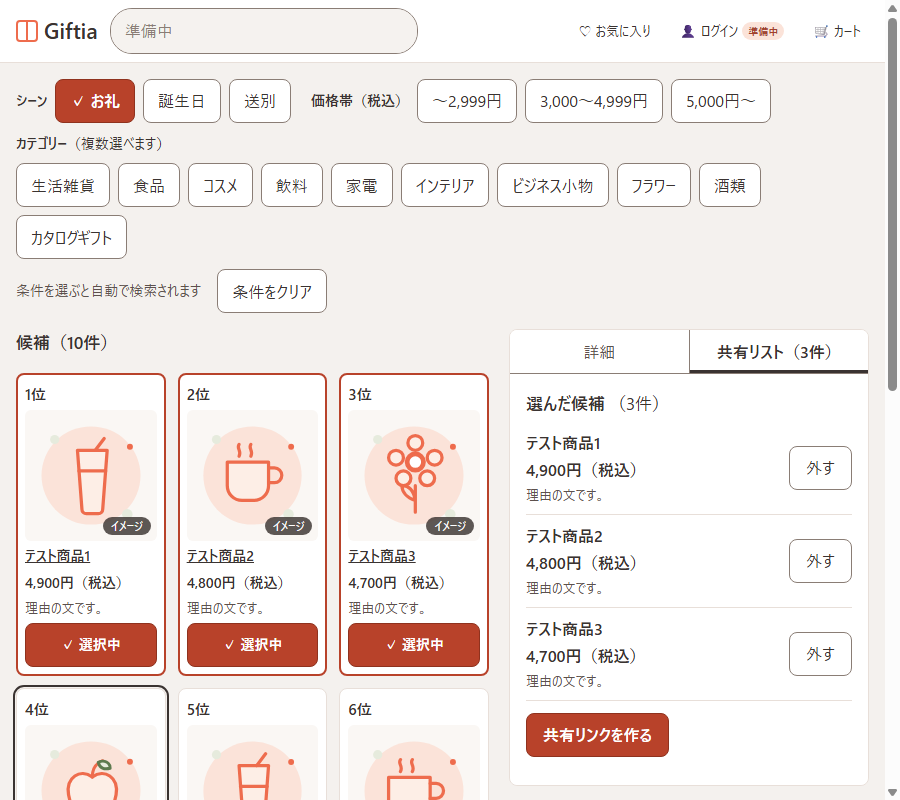 Giftia
準備中
♡ お気に入り
ログイン 準備中
カート
シーン
✓ お礼
誕生日
送別
価格帯（税込）
～2,999円
3,000～4,999円
5,000円～
カテゴリー（複数選べます）
生活雑貨
食品
コスメ
飲料
家電
インテリア
ビジネス小物
フラワー
酒類
カタログギフト
条件を選ぶと自動で検索されます
条件をクリア
候補（10件）
1位
イメージ
テスト商品1
4,900円（税込）
理由の文です。
✓ 選択中
2位
イメージ
テスト商品2
4,800円（税込）
理由の文です。
✓ 選択中
3位
イメージ
テスト商品3
4,700円（税込）
理由の文です。
✓ 選択中
4位
5位
6位
詳細
共有リスト（3件）
選んだ候補（3件）
テスト商品1
4,900円（税込）
理由の文です。
外す
テスト商品2
4,800円（税込）
理由の文です。
外す
テスト商品3
4,700円（税込）
理由の文です。
外す
共有リンクを作る